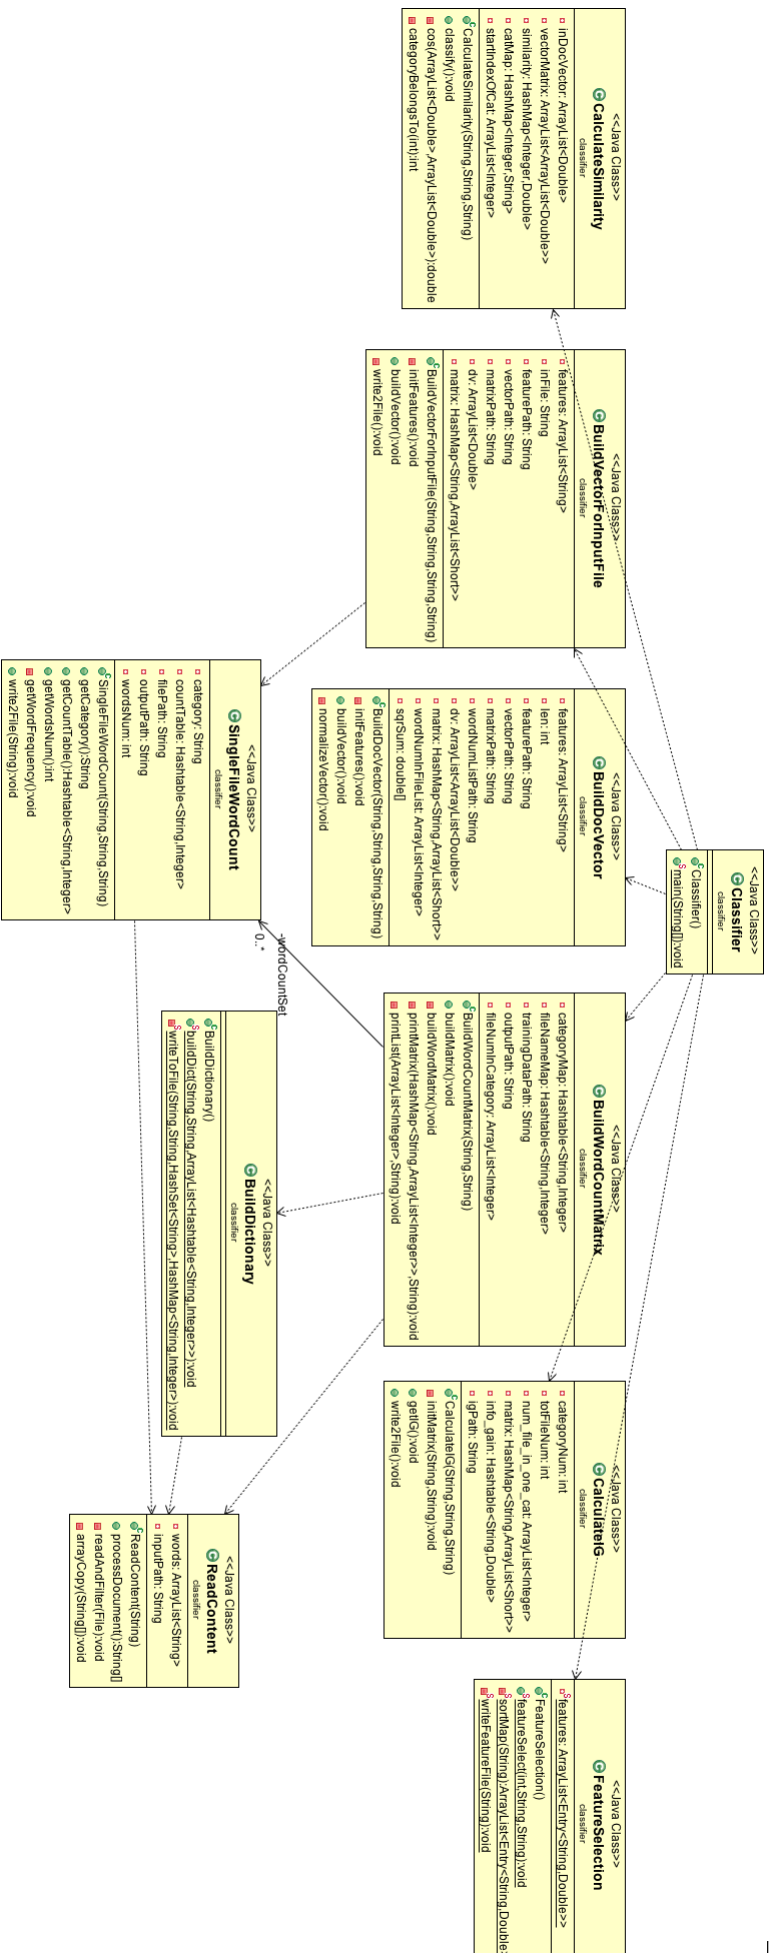 <<Java Class>>
Classifier
classifier
Classifier()
main(String[]):void
<<Java Class>>
CalculateSimilarity
classifier
inDocVector: ArrayList<Double>
vectorMatrix: ArrayList<ArrayList<Double>>
similarity: HashMap<Integer,Double>
catMap: HashMap<Integer,String>
startIndexOfCat: ArrayList<Integer>
CalculateSimilarity(String,String,String)
classify():void
cos(ArrayList<Double>,ArrayList<Double>):double
categoryBelongsTo(int):int
<<Java Class>>
BuildVectorForInputFile
classifier
features: ArrayList<String>
inFile: String
featurePath: String
vectorPath: String
matrixPath: String
dv: ArrayList<Double>
matrix: HashMap<String,ArrayList<Short>>
BuildVectorForInputFile(String,String,String,String)
initFeatures():void
buildVector():void
write2File():void
<<Java Class>>
BuildDocVector
classifier
features: ArrayList<String>
len: int
featurePath: String
vectorPath: String
matrixPath: String
wordNumListPath: String
dv: ArrayList<ArrayList<Double>>
matrix: HashMap<String,ArrayList<Short>>
wordNumInFileList: ArrayList<Integer>
sqrSum: double[]
BuildDocVector(String,String,String,String)
initFeatures():void
buildVector():void
normalizeVector():void
<<Java Class>>
BuildWordCountMatrix
classifier
categoryMap: Hashtable<String,Integer>
fileNameMap: Hashtable<String,Integer>
trainingDataPath: String
outputPath: String
fileNumInCategory: ArrayList<Integer>
BuildWordCountMatrix(String,String)
buildMatrix():void
buildWordMatrix():void
printMatrix(HashMap<String,ArrayList<Integer>>,String):void
printList(ArrayList<Integer>,String):void
<<Java Class>>
CalculateIG
classifier
categoryNum: int
totFileNum: int
num_file_in_one_cat: ArrayList<Integer>
matrix: HashMap<String,ArrayList<Short>>
info_gain: Hashtable<String,Double>
igPath: String
CalculateIG(String,String,String)
initMatrix(String,String):void
getIG():void
write2File():void
<<Java Class>>
FeatureSelection
classifier
features: ArrayList<Entry<String,Double>>
FeatureSelection()
featureSelect(int,String,String):void
sortMap(String):ArrayList<Entry<String,Double>
writeFeatureFile(String):void
<<Java Class>>
SingleFileWordCount
classifier
category: String
countTable: Hashtable<String,Integer>
filePath: String
outputPath: String
wordsNum: int
SingleFileWordCount(String,String,String)
getCategory():String
getCountTable():Hashtable<String,Integer>
getWordsNum():int
getWordFrequency():void
write2File(String):void
-wordCountSet
0..*
<<Java Class>>
BuildDictionary
classifier
BuildDictionary()
buildDict(String,String,ArrayList<Hashtable<String,Integer>>):void
writeToFile(String,String,HashSet<String>,HashMap<String,Integer>):void
<<Java Class>>
ReadContent
classifier
words: ArrayList<String>
inputPath: String
ReadContent(String)
processDocument():String[]
readAndFilter(File):void
arrayCopy(String[]):void